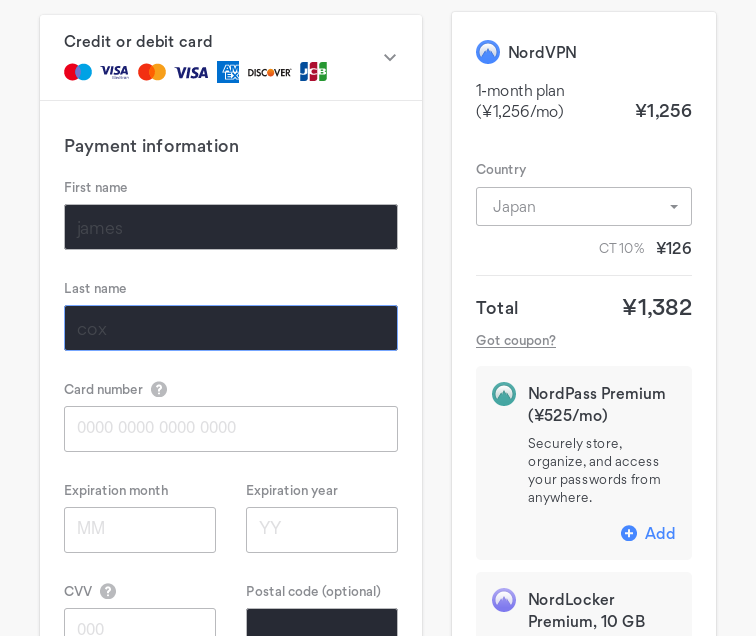 Credit or debit card
VISA
Electron
VISA
AM
EX
DISCOVER
JCB
Payment information
First name
james
Last name
cox
Card number ?
0000 0000 0000 0000
Expiration month
Expiration year
MM
YY
CVV ?
Postal code (optional)
000
NordVPN
1-month plan
(¥1,256/mo)
¥1,256
Country
Japan
CT 10% ¥126
Total ¥1,382
Got coupon?
NordPass Premium
(¥525/mo)
Securely store,
organize, and access
your passwords from
anywhere.
Add
NordLocker
Premium, 10 GB